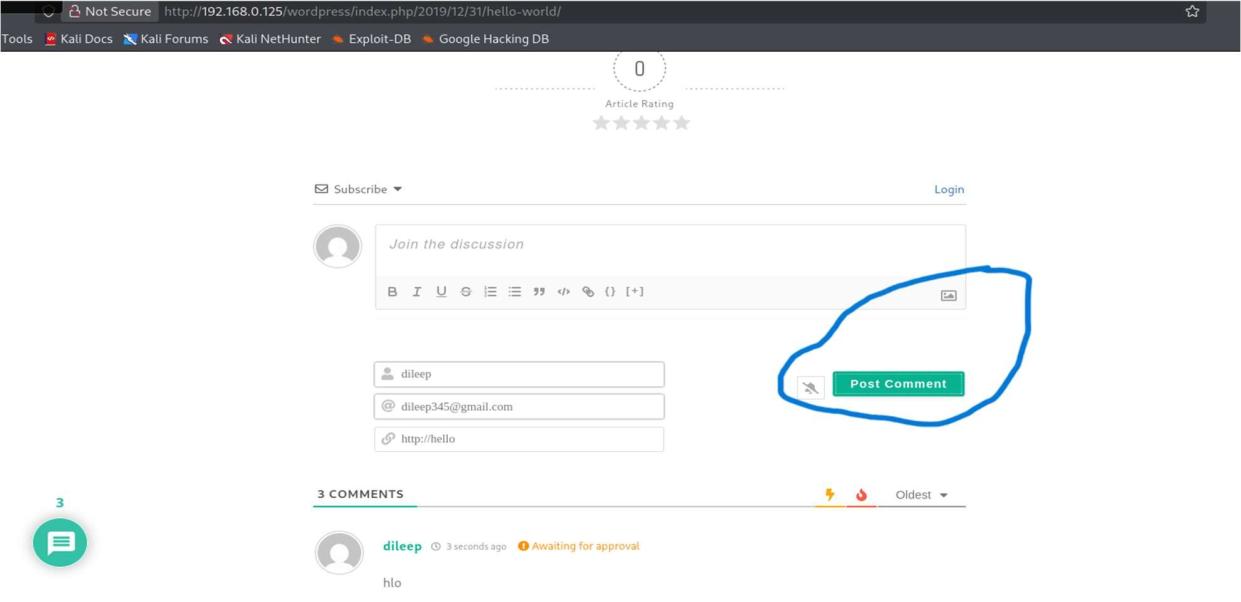 Not Secure http://192.168.0.125/wordpress/index.php/2019/12/31/hello-world/
Tools Kali Docs Kali Forums Kali NetHunter Exploit-DB Google Hacking DB
0
Article Rating
Subscribe Login
Join the discussion
B I U S {} [+]
dileep
Post Comment
dileep345@gmail.com
http://hello
3 COMMENTS Oldest
3
dileep 3 seconds ago Awaiting for approval
hlo